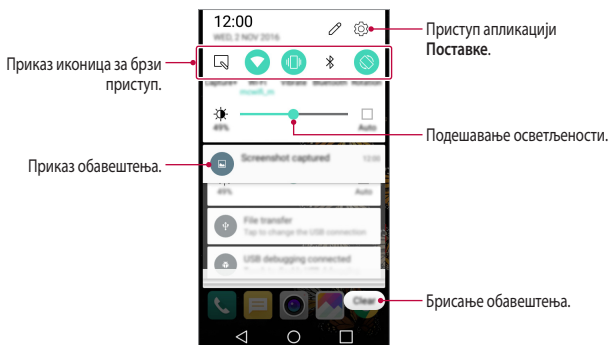 12:00
WED, 2 NOV 2016
Приступ апликацији
Поставке.
Приказ иконица за брзи
приступ.
Capture+ Wi-Fi Vibrate Bluetooth Rotation
49%
Auto
Подешавање осветљености.
Приказ обавештења.
Screenshot captured
12:00
49%
Auto
File transfer
Tap to change the USB connection
USB debugging connected
Clear
Брисање обавештења.